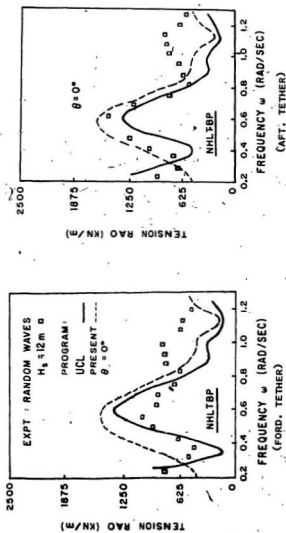 2500
1875
1250
625
0
TENSION RAO (KN/m)
EXPT : RANDOM WAVES
Hs = 12m □
PROGRAM:
UCL
PRESENT
θ = 0°
NHLTBP
0.2 0.4 0.6 0.8 1.0 1.2
FREQUENCY ω (RAD/SEC)
(FORD. TETHER)
2500
1875
1250
625
0
TENSION RAO (KN/m)
θ = 0°
NHLTBP
0.2 0.4 0.6 0.8 1.0 1.2
FREQUENCY ω (RAD/SEC)
(AFT. TETHER)